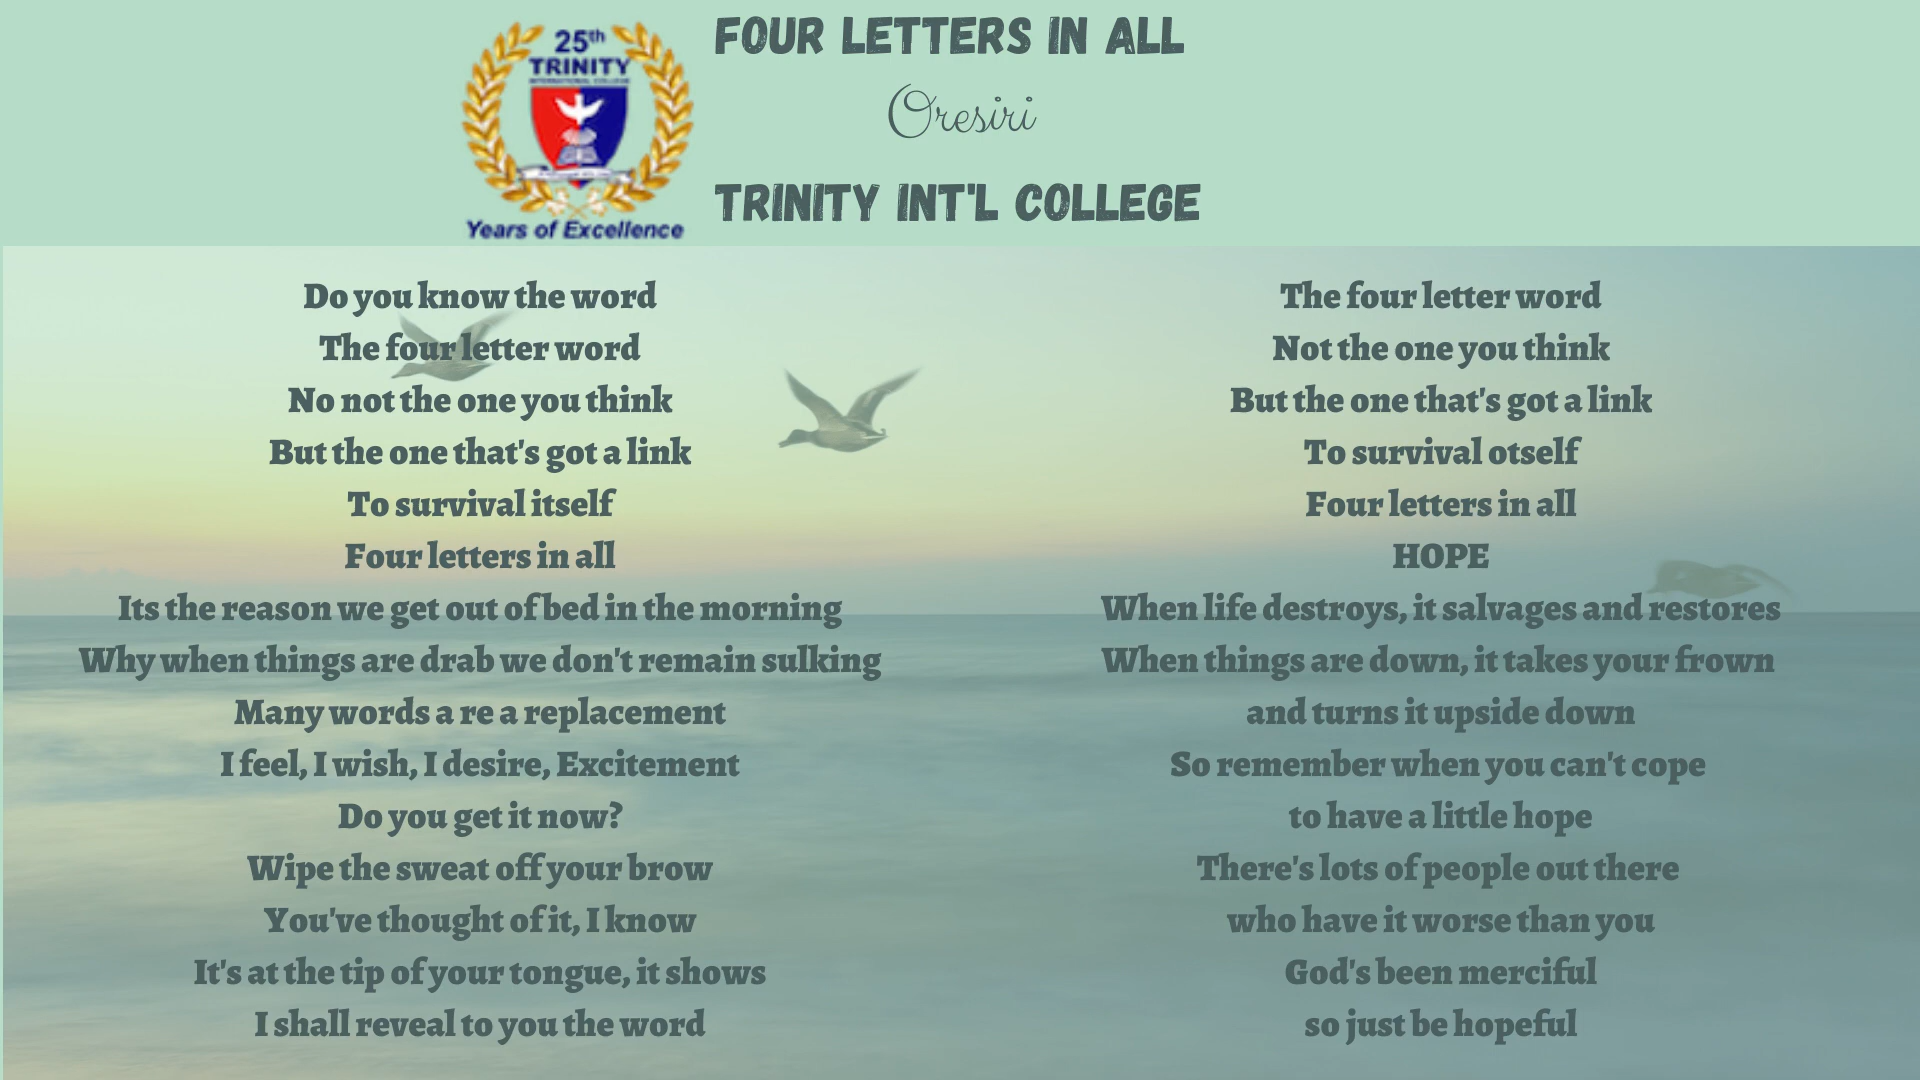 25th
TRINITY
INTERNATIONAL COLLEGE
Years of Excellence
FOUR LETTERS IN ALL
Oresiri
TRINITY INT'L COLLEGE
Do you know the word
The four letter word
No not the one you think
But the one that's got a link
To survival itself
Four letters in all
Its the reason we get out of bed in the morning
Why when things are drab we don't remain sulking
Many words a re a replacement
I feel, I wish, I desire, Excitement
Do you get it now?
Wipe the sweat off your brow
You've thought of it, I know
It's at the tip of your tongue, it shows
I shall reveal to you the word
The four letter word
Not the one you think
But the one that's got a link
To survival otself
Four letters in all
HOPE
When life destroys, it salvages and restores
When things are down, it takes your frown
and turns it upside down
So remember when you can't cope
to have a little hope
There's lots of people out there
who have it worse than you
God's been merciful
so just be hopeful